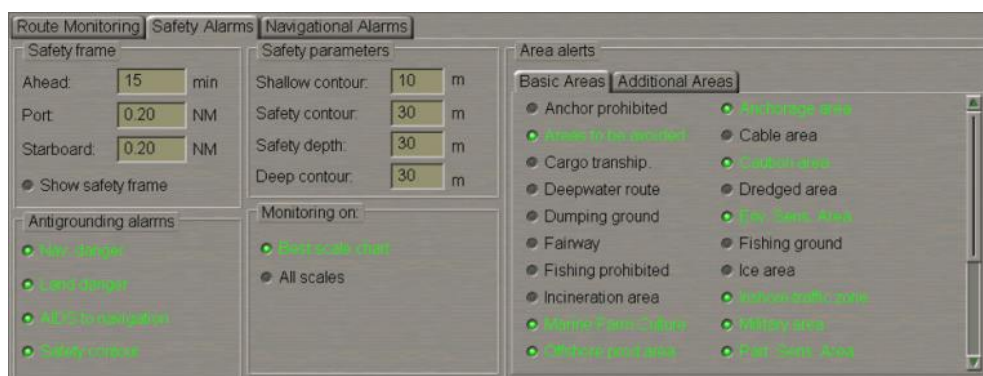 Route Monitoring Safety Alarms Navigational Alarms
Safety frame
Ahead: 15 min
Port: 0.20 NM
Starboard: 0.20 NM
Show safety frame
Antigrounding alarms
Nav. danger
Land danger
AIDS to navigation
Safety contour
Safety parameters
Shallow contour: 10 m
Safety contour: 30 m
Safety depth: 30 m
Deep contour: 30 m
Monitoring on:
Best scale chart
All scales
Area alerts
Basic Areas Additional Areas
Anchor prohibited Anchorage area
Areas to be avoided Cable area
Cargo tranship. Caution area
Deepwater route Dredged area
Dumping ground Env. Sens. Area
Fairway Fishing ground
Fishing prohibited Ice area
Incineration area Inshore traffic zone
Marine Farm Culture Military area
Offshore prod area Part. Sens. Area